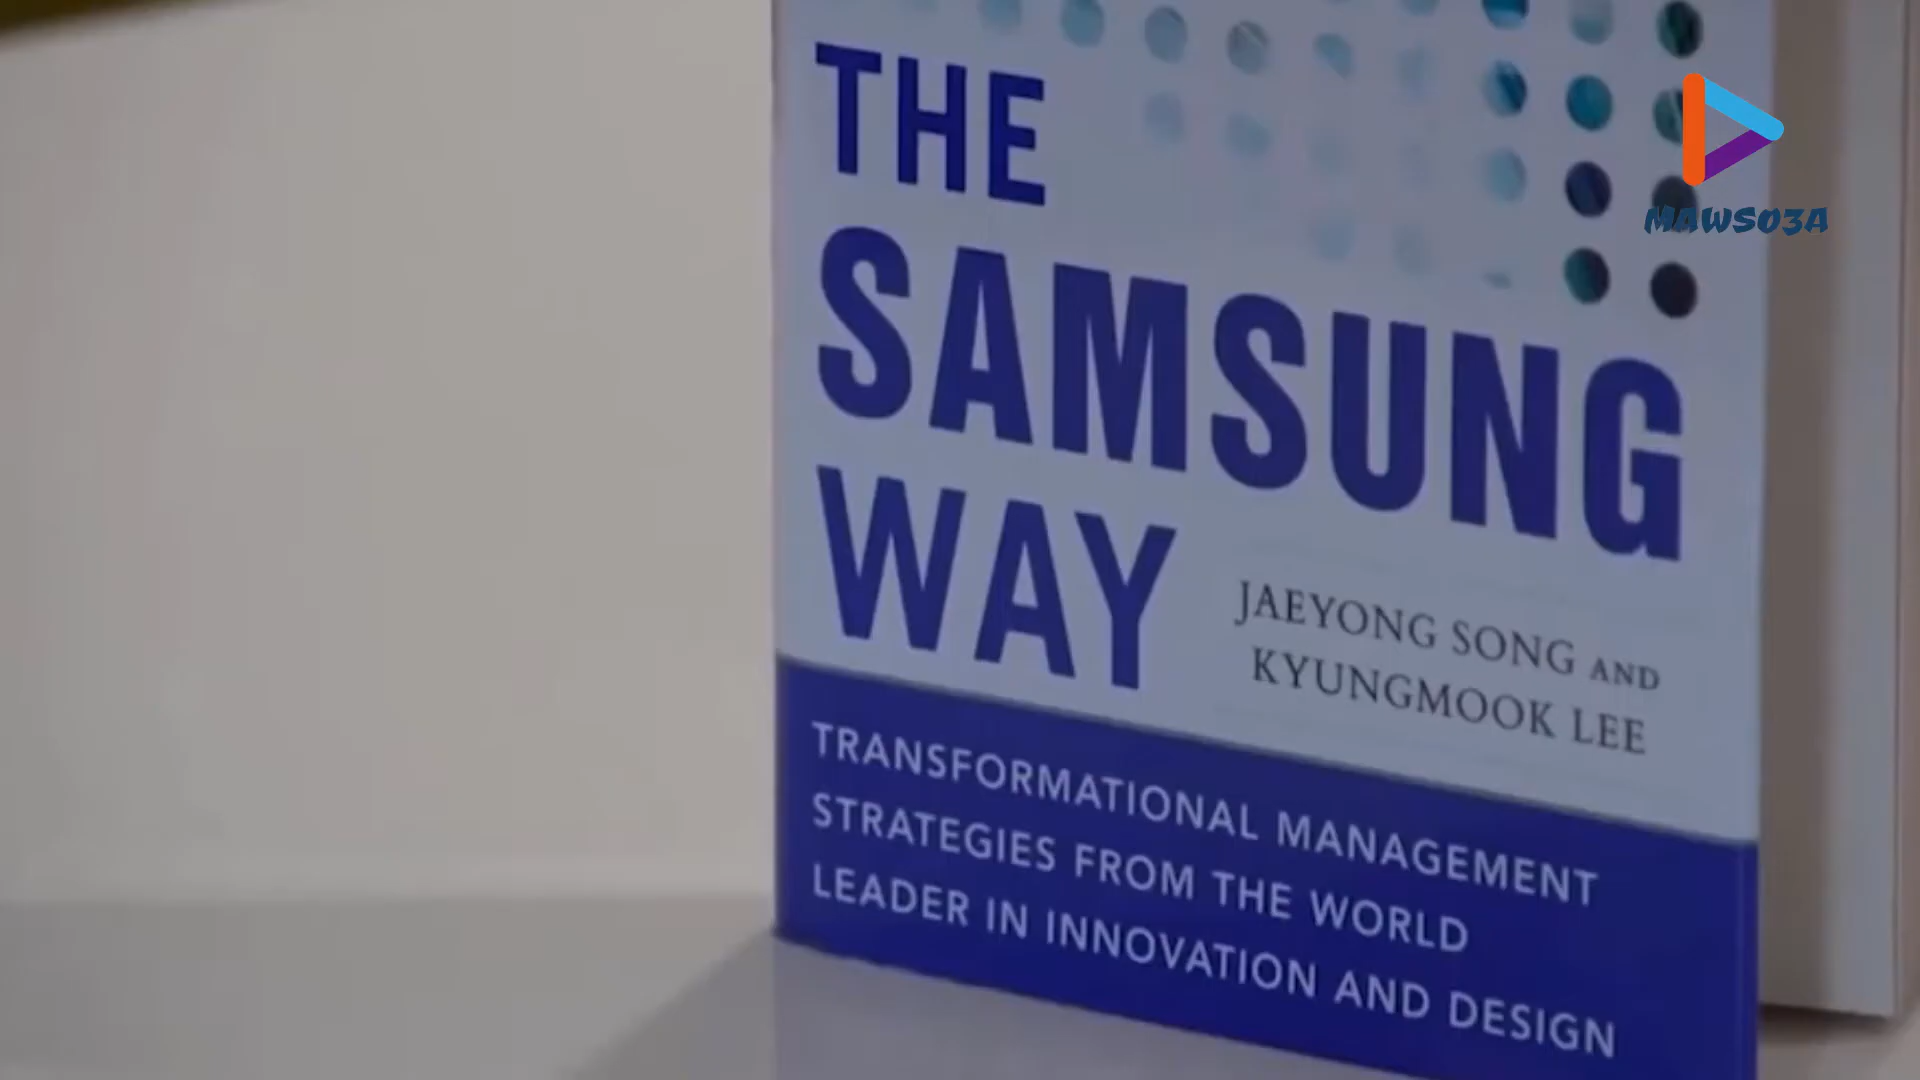 THE
SAMSUNG
WAY
JAEYONG SONG AND
KYUNGMOOK LEE
TRANSFORMATIONAL MANAGEMENT
STRATEGIES FROM THE WORLD
LEADER IN INNOVATION AND DESIGN
MAWSO3A